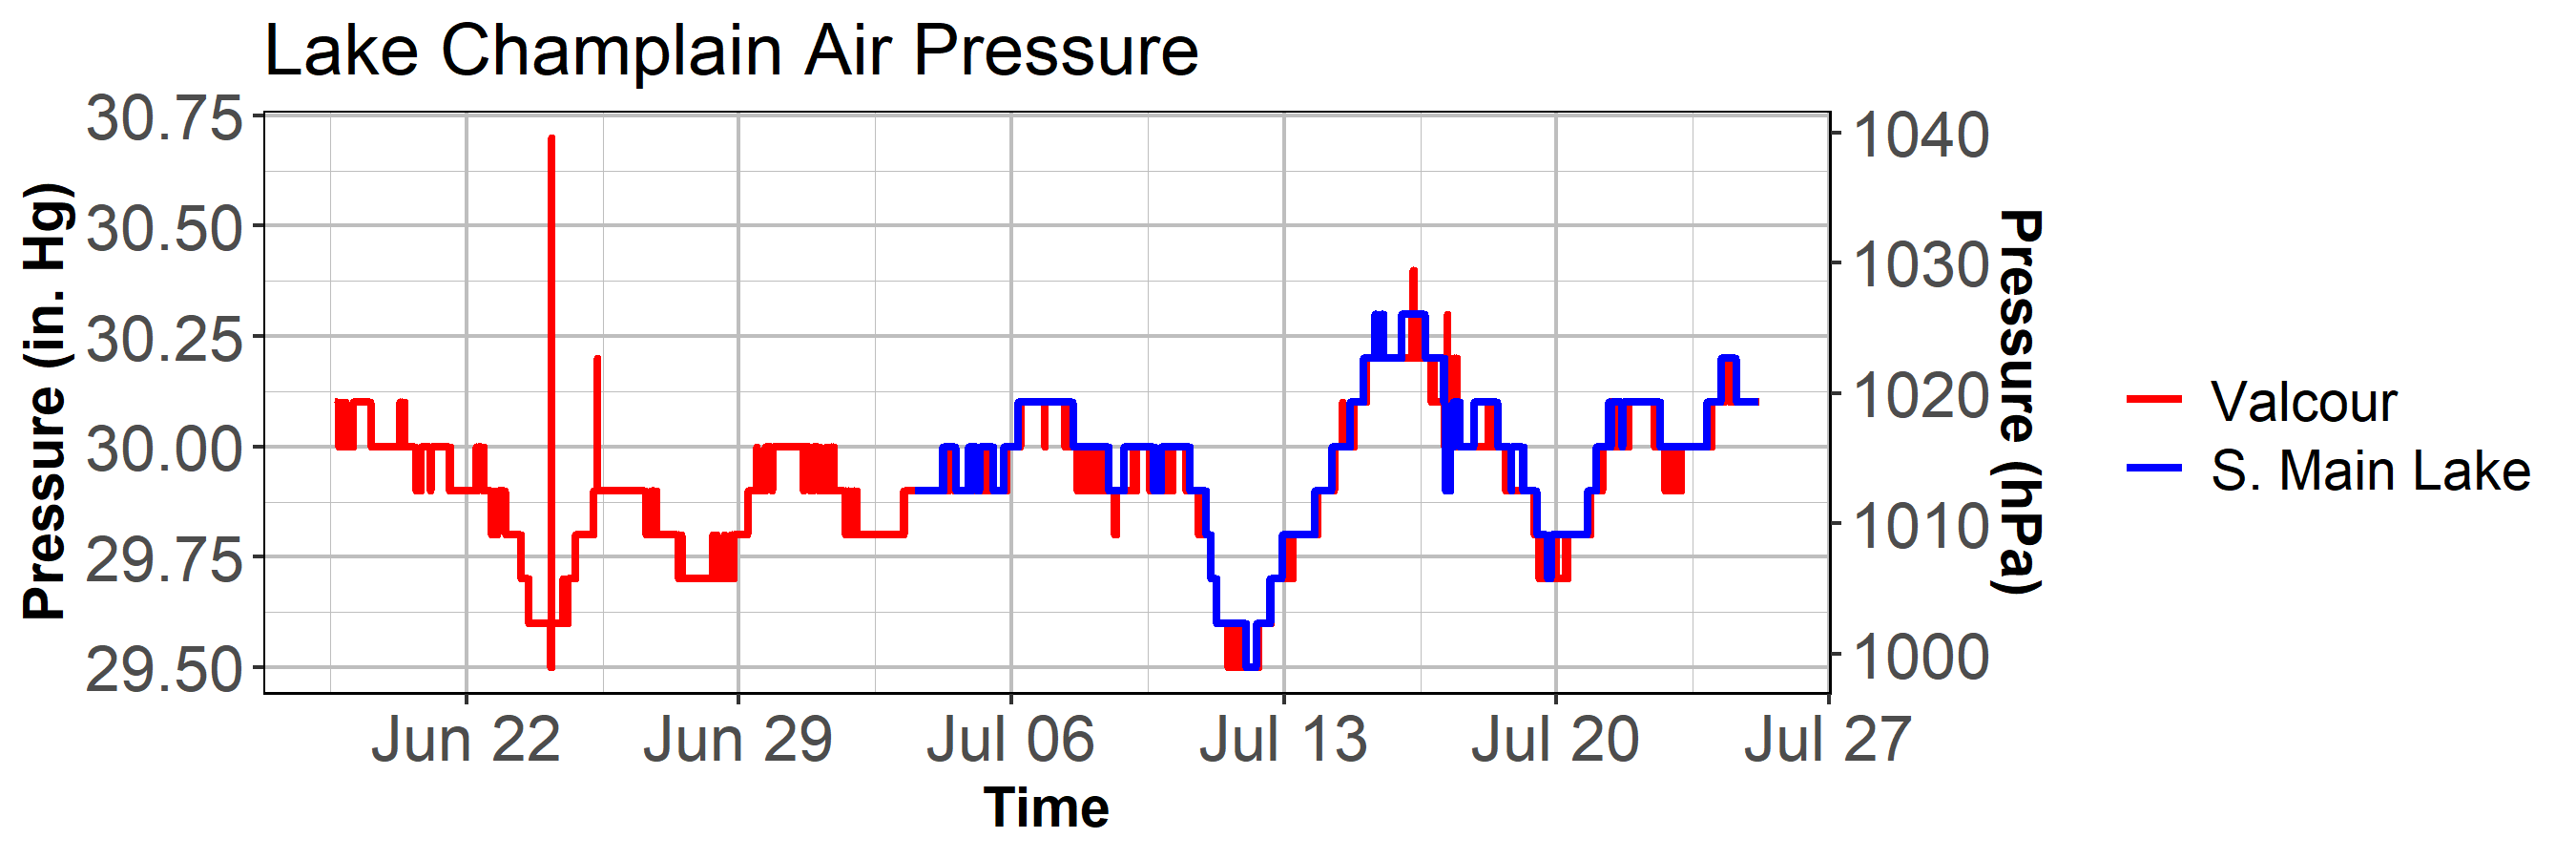 Lake Champlain Air Pressure
Pressure (in. Hg)
30.75
30.50
30.25
30.00
29.75
29.50
1040
1030
1020
1010
1000
Pressure (hPa)
Jun 22
Jun 29
Jul 06
Jul 13
Jul 20
Jul 27
Time
Valcour
S. Main Lake